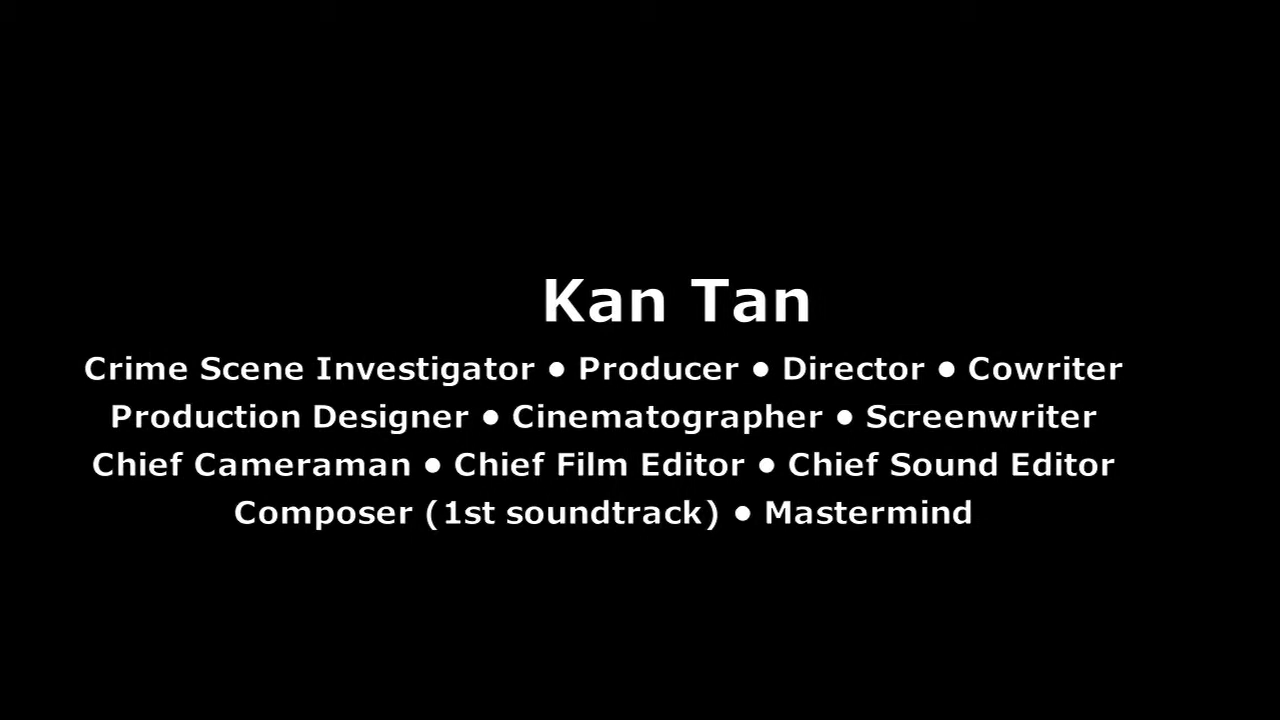 Kan Tan
Crime Scene Investigator ● Producer ● Director ● Cowriter
Production Designer ● Cinematographer ● Screenwriter
Chief Cameraman ● Chief Film Editor ● Chief Sound Editor
Composer (1st soundtrack) ● Mastermind